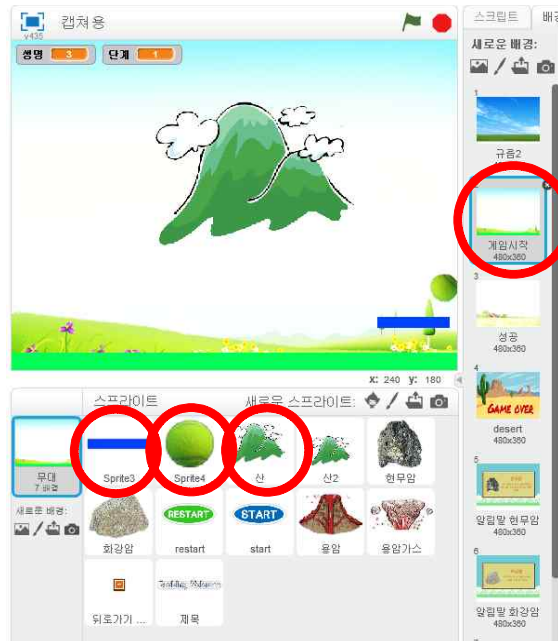 캡쳐용
v435
생명 3
단계 1
X: 240 y: 180
스크립트
배경
새로운 배경:
1
규름2
게임시작
480x360
3
성공
480x360
4
GAME OVER
desert
480x360
5
알림말 현무암
480x360
6
알림말 화강암
480x360
스프라이트
새로운 스프라이트:
무대
7 배경
새로운 배경:
Sprite3
Sprite4
산
산2
현무암
화강암
RESTART
restart
START
start
용암
용암가스
뒤로가기 ...
제목